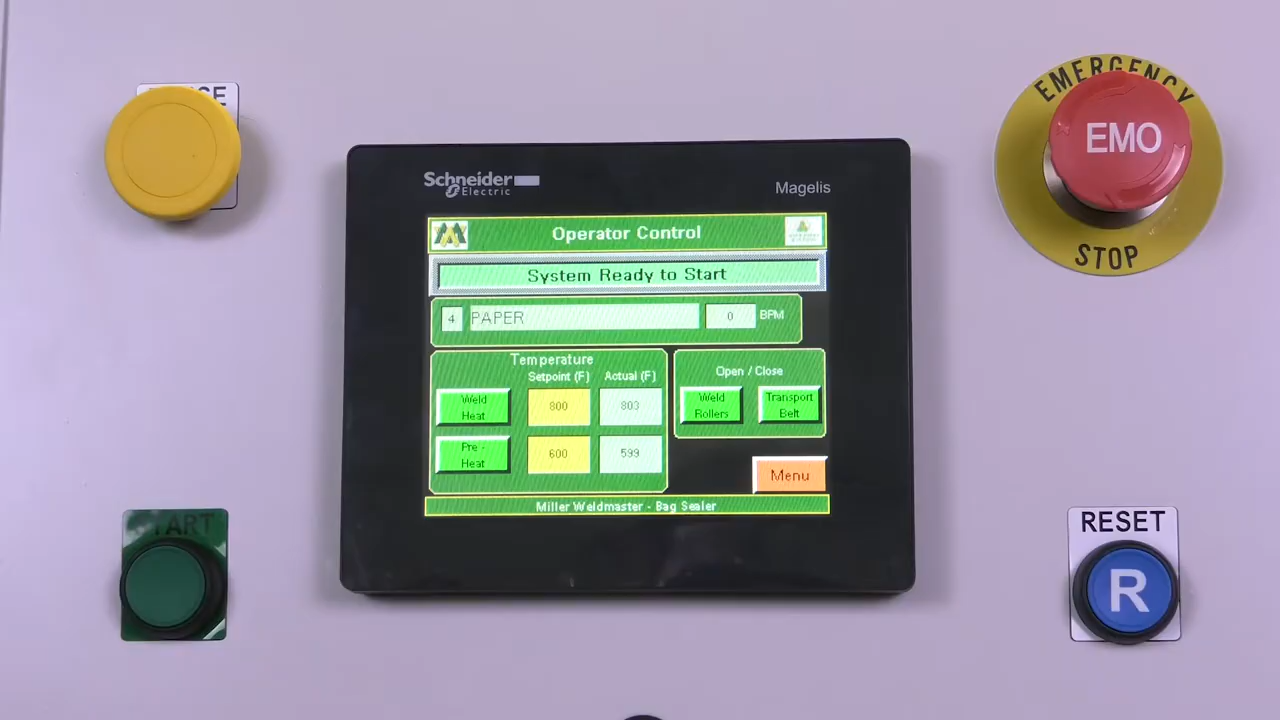 EMERGENCY
EMO
STOP
Schneider
Electric
Magelis
Operator Control
System Ready to Start
4 PAPER 0 BPM
Temperature
Setpoint (F) Actual (F)
Weld Heat 800 803
Pre - Heat 600 599
Open / Close
Weld Rollers
Transport Belt
Menu
Miller Weldmaster - Bag Sealer
START
RESET
R